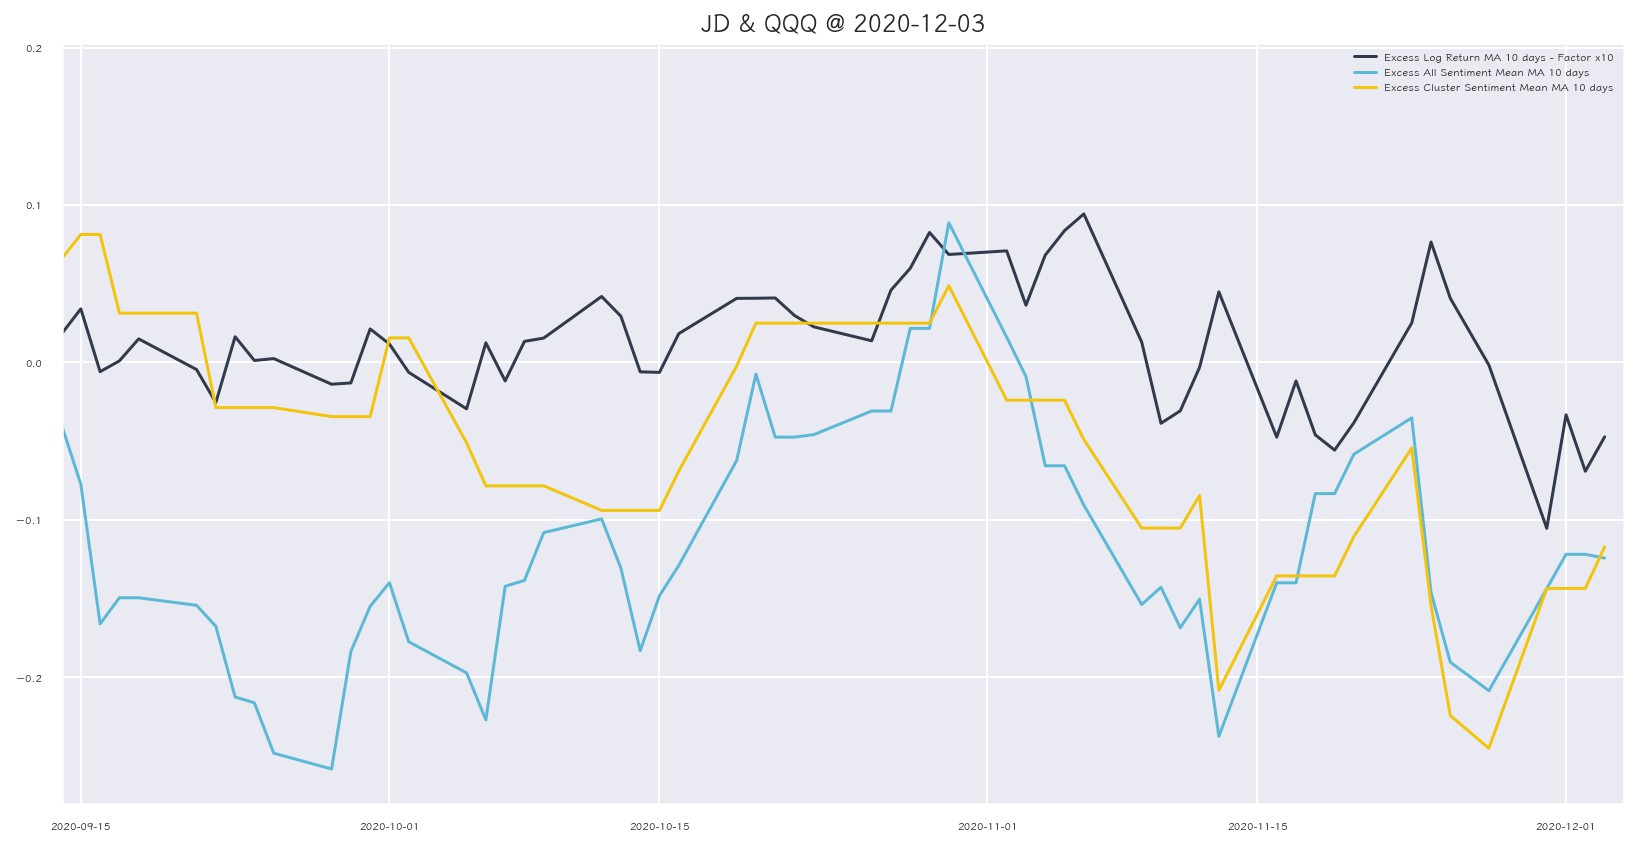 JD & QQQ @ 2020-12-03
Excess Log Return MA 10 days - Factor x10
Excess All Sentiment Mean MA 10 days
Excess Cluster Sentiment Mean MA 10 days
0.2
0.1
0.0
−0.1
−0.2
2020-09-15
2020-10-01
2020-10-15
2020-11-01
2020-11-15
2020-12-01